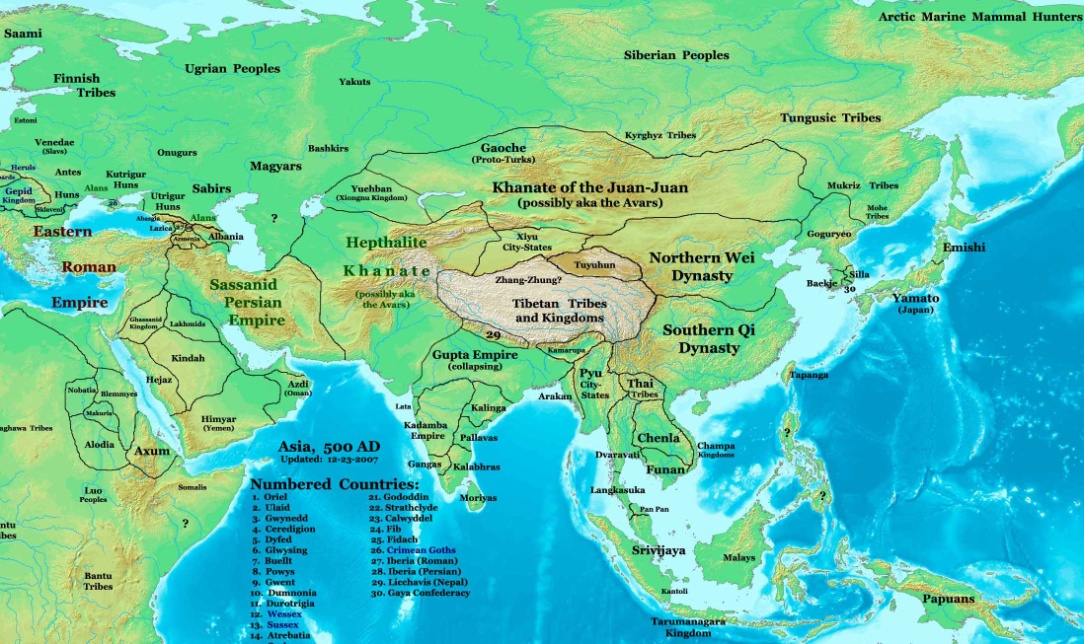 Arctic Marine Mammal Hunters
Saami
Siberian Peoples
Ugrian Peoples
Finnish
Tribes
Yakuts
Estoni
Tungusic Tribes
Kyrghyz Tribes
Venedae
(Slavs)
Onugurs
Bashkirs
Gaoche
(Proto-Turks)
Magyars
Heruls
Antes
Kutrigur
Huns
Gepid
Kingdom
Huns
Alans
Sabirs
Utrigur
Huns
Yuehban
(Xiongnu Kingdom)
Khanate of the Juan-Juan
(possibly aka the Avars)
Mukriz Tribes
Mohe
Tribes
Sklaveni
26
Abasgia
Alans
?
Lazica
27
Armenia
Albania
Eastern
Roman
Empire
Hepthalite
Khanate
(possibly aka
the Avars)
Xiyu
City-States
Goguryeo
Emishi
Tuyuhun
Northern Wei
Dynasty
Zhang-Zhung?
Silla
Baekje
30
Yamato
(Japan)
Sassanid
Persian
Empire
Tibetan Tribes
and Kingdoms
Ghassanid
Kingdom
Lakhmids
29
Southern Qi
Dynasty
Kindah
Gupta Empire
(collapsing)
Kamarupa
Hejaz
Azdi
(Oman)
Pyu
City-
States
Thai
Tribes
Tapanga
Nobatia
Blemmyes
Makuria
Himyar
(Yemen)
Lata
Kalinga
Arakan
aghawa Tribes
Alodia
Axum
Kadamba
Empire
Pallavas
Chenla
Champa
Kingdoms
?
Asia, 500 AD
Updated: 12-23-2007
Gangas
Kalabhras
Dvaravati
Funan
Luo
Peoples
Somalis
Moriyas
Langkasuka
Pan Pan
?
?
ntu
ibes
Bantu
Tribes
Srivijaya
Malays
Kantoli
Papuans
Tarumanagara
Kingdom
Numbered Countries:
1. Oriel
2. Ulaid
3. Gwynedd
4. Ceredigion
5. Dyfed
6. Glwysing
7. Buellt
8. Powys
9. Gwent
10. Dumnonia
11. Durotrigia
12. Wessex
13. Sussex
14. Atrebatia
21. Gododdin
22. Strathclyde
23. Calwyddel
24. Fib
25. Fidach
26. Crimean Goths
27. Iberia (Roman)
28. Iberia (Persian)
29. Licchavis (Nepal)
30. Gaya Confederacy